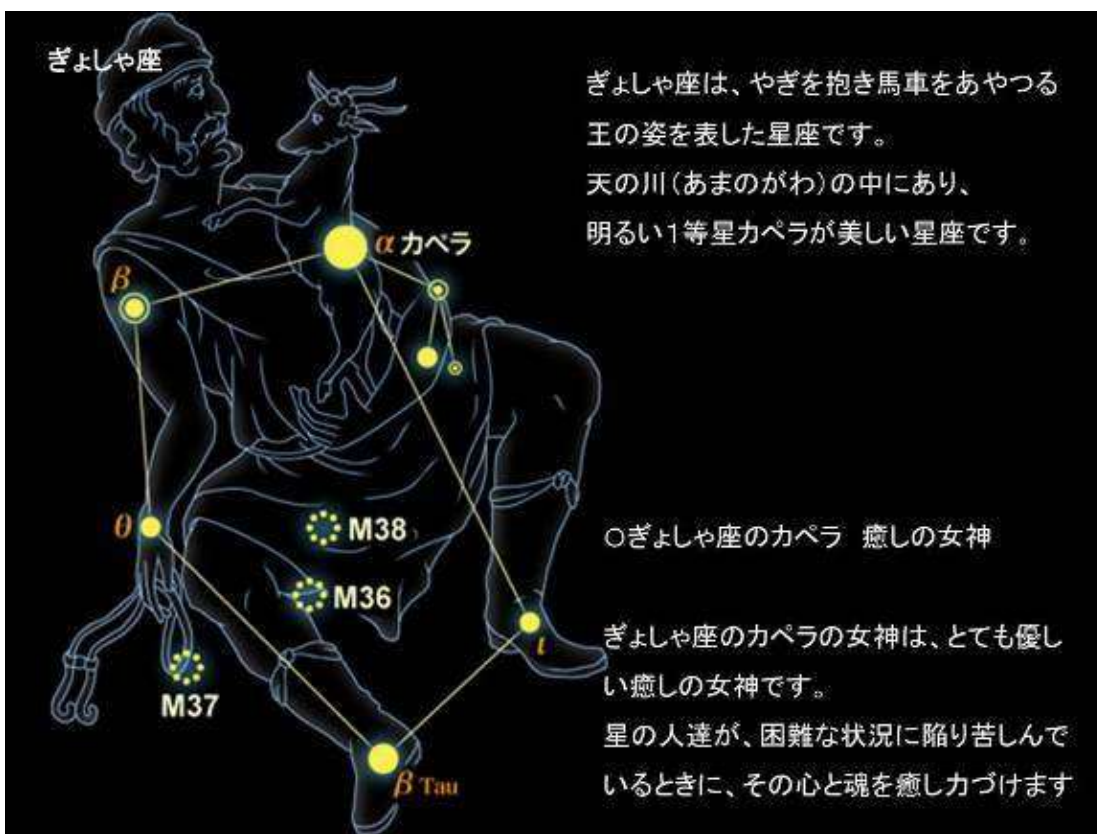 ぎょしゃ座
ぎょしゃ座は、やぎを抱き馬車をあやつる
王の姿を表した星座です。
天の川(あまのがわ)の中にあり、
明るい1等星カペラが美しい星座です。
α カペラ
β
θ
M38
M36
M37
ι
β Tau
○ぎょしゃ座のカペラ 癒しの女神
ぎょしゃ座のカペラの女神は、とても優し
い癒しの女神です。
星の人達が、困難な状況に陥り苦しんで
いるときに、その心と魂を癒し力づけます